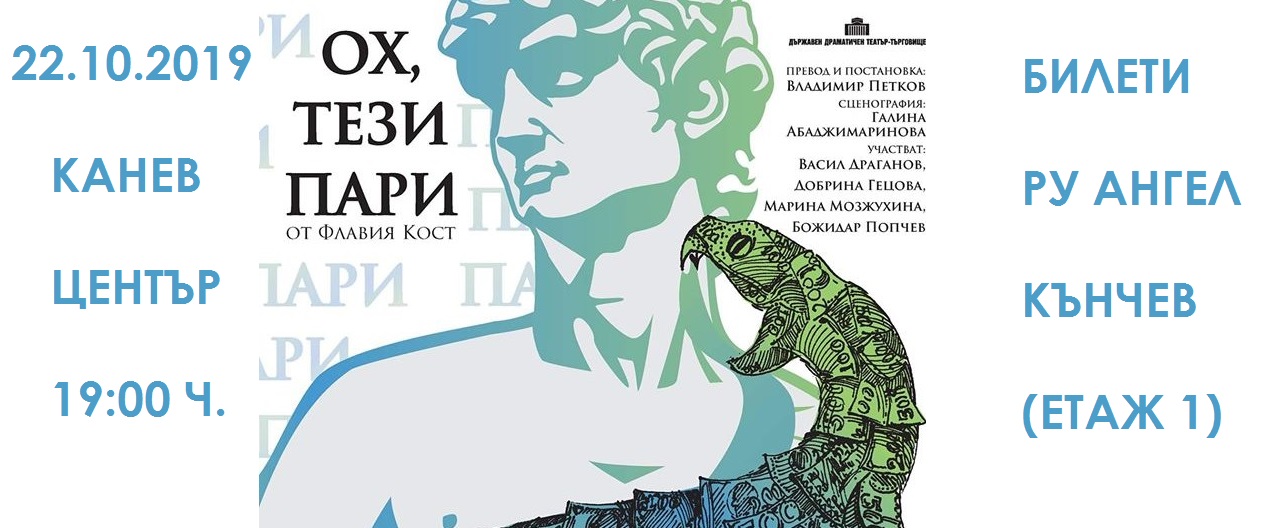 22.10.2019
КАНЕВ
ЦЕНТЪР
19:00 Ч.
ОХ,
ТЕЗИ
ПАРИ
ОТ ФЛАВИЯ КОСТ
ДЪРЖАВЕН ДРАМАТИЧЕН ТЕАТЪР-ТЪРГОВИЩЕ
ПРЕВОД И ПОСТАНОВКА:
ВЛАДИМИР ПЕТКОВ
СЦЕНОГРАФИЯ:
ГАЛИНА
АБАДЖИМАРИНОВА
УЧАСТВАТ:
ВАСИЛ ДРАГАНОВ,
ДОБРИНА ГЕЦОВА,
МАРИНА МОЗЖУХИНА,
БОЖИДАР ПОПЧЕВ
ПАРИ
БИЛЕТИ
РУ АНГЕЛ
КЪНЧЕВ
(ЕТАЖ 1)